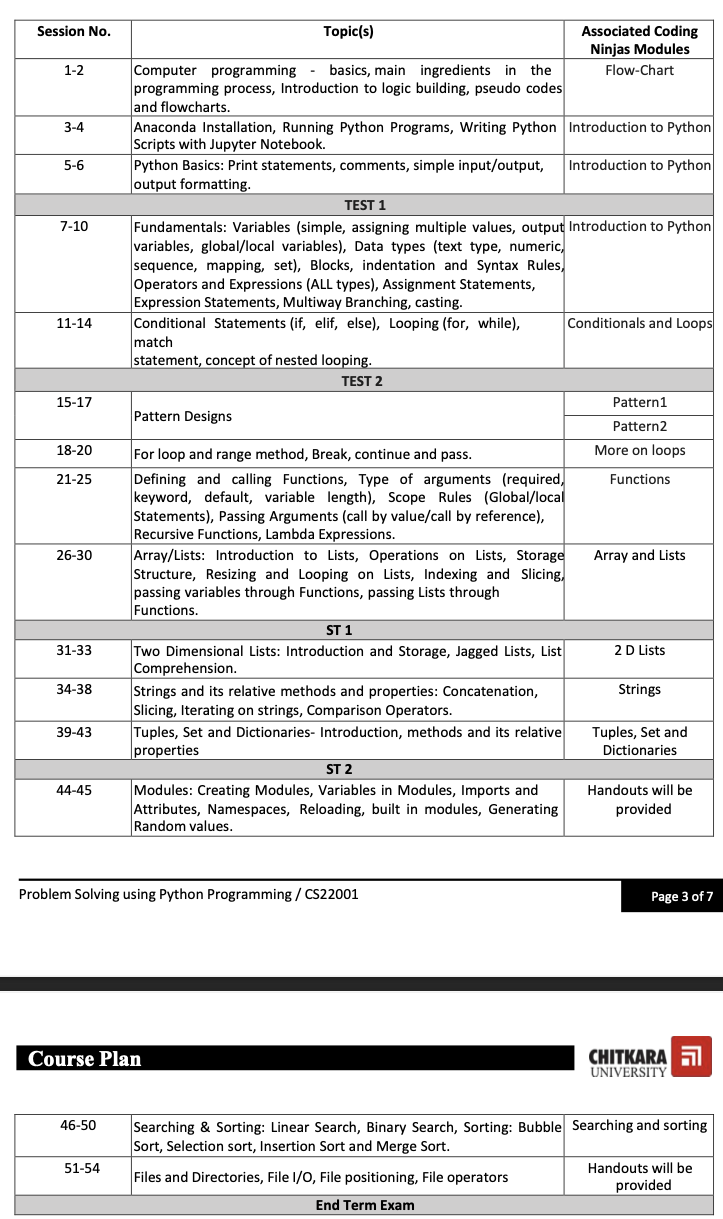 Session No. Topic(s) Associated Coding
Ninjas Modules
1-2 Computer programming - basics, main ingredients in the Flow-Chart
programming process, Introduction to logic building, pseudo codes
and flowcharts.
3-4 Anaconda Installation, Running Python Programs, Writing Python Introduction to Python
Scripts with Jupyter Notebook.
5-6 Python Basics: Print statements, comments, simple input/output, Introduction to Python
output formatting.
TEST 1
7-10 Fundamentals: Variables (simple, assigning multiple values, output Introduction to Python
variables, global/local variables), Data types (text type, numeric,
sequence, mapping, set), Blocks, indentation and Syntax Rules,
Operators and Expressions (ALL types), Assignment Statements,
Expression Statements, Multiway Branching, casting.
11-14 Conditional Statements (if, elif, else), Looping (for, while), Conditionals and Loops
match
statement, concept of nested looping.
TEST 2
15-17 Pattern Designs Pattern1
Pattern2
18-20 For loop and range method, Break, continue and pass. More on loops
21-25 Defining and calling Functions, Type of arguments (required, Functions
keyword, default, variable length), Scope Rules (Global/local
Statements), Passing Arguments (call by value/call by reference),
Recursive Functions, Lambda Expressions.
26-30 Array/Lists: Introduction to Lists, Operations on Lists, Storage Array and Lists
Structure, Resizing and Looping on Lists, Indexing and Slicing,
passing variables through Functions, passing Lists through
Functions.
ST 1
31-33 Two Dimensional Lists: Introduction and Storage, Jagged Lists, List 2 D Lists
Comprehension.
34-38 Strings and its relative methods and properties: Concatenation, Strings
Slicing, Iterating on strings, Comparison Operators.
39-43 Tuples, Set and Dictionaries- Introduction, methods and its relative Tuples, Set and
properties Dictionaries
ST 2
44-45 Modules: Creating Modules, Variables in Modules, Imports and Handouts will be
Attributes, Namespaces, Reloading, built in modules, Generating provided
Random values.
Problem Solving using Python Programming / CS22001 Page 3 of 7
Course Plan CHITKARA
UNIVERSITY
46-50 Searching & Sorting: Linear Search, Binary Search, Sorting: Bubble Searching and sorting
Sort, Selection sort, Insertion Sort and Merge Sort.
51-54 Files and Directories, File I/O, File positioning, File operators Handouts will be
provided
End Term Exam